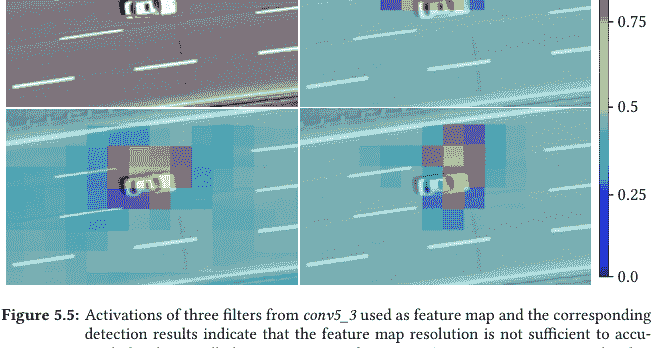 0.75
0.5
0.25
0.0
Figure 5.5: Activations of three filters from conv5_3 used as feature map and the corresponding
detection results indicate that the feature map resolution is not sufficient to accu-